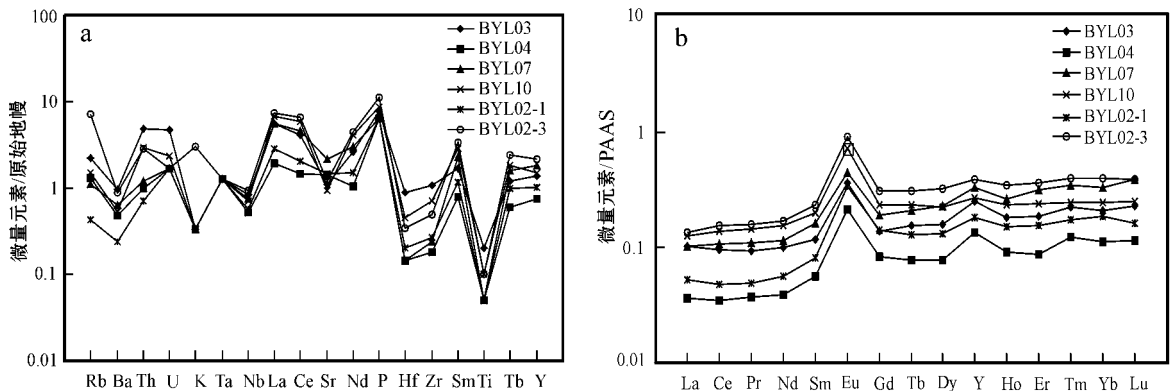 a
100
10
1
0.1
0.01
微量元素/原始地幔
BYL03
BYL04
BYL07
BYL10
BYL02-1
BYL02-3
Rb Ba Th U K Ta Nb La Ce Sr Nd P Hf Zr Sm Ti Tb Y
b
10
1
0.1
0.01
微量元素/PAAS
BYL03
BYL04
BYL07
BYL10
BYL02-1
BYL02-3
La Ce Pr Nd Sm Eu Gd Tb Dy Y Ho Er Tm Yb Lu